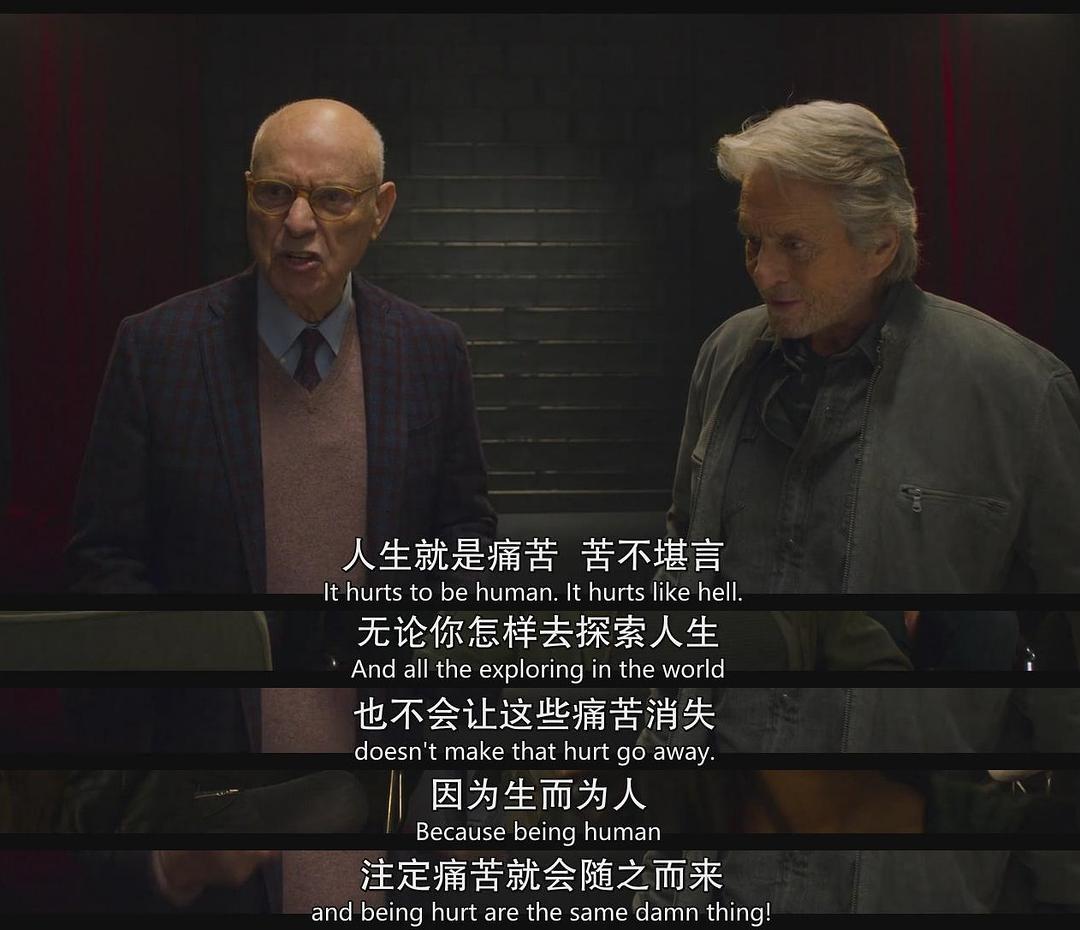 人生就是痛苦 苦不堪言
It hurts to be human. It hurts like hell.
无论你怎样去探索人生
And all the exploring in the world
也不会让这些痛苦消失
doesn't make that hurt go away.
因为生而为人
Because being human
注定痛苦就会随之而来
and being hurt are the same damn thing!